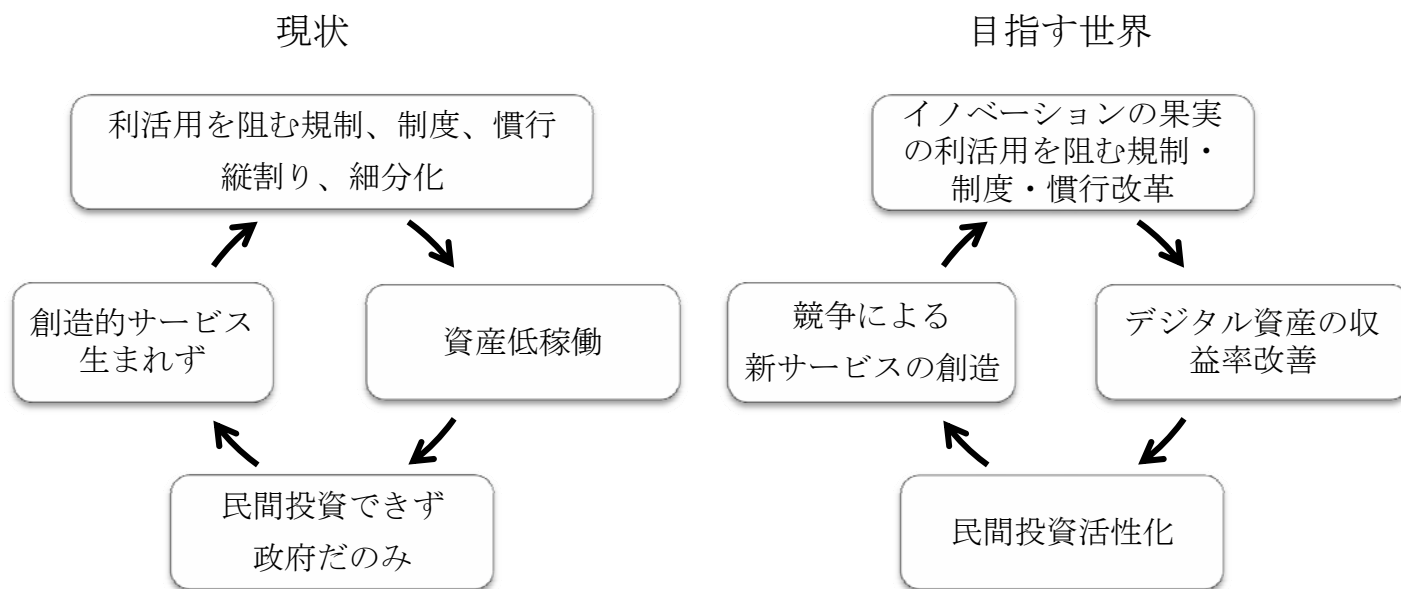 現状
利活用を阻む規制、制度、慣行
縦割り、細分化
創造的サービス
生まれず
資産低稼働
民間投資できず
政府だのみ
目指す世界
イノベーションの果実
の利活用を阻む規制・
制度・慣行改革
競争による
新サービスの創造
デジタル資産の収
益率改善
民間投資活性化